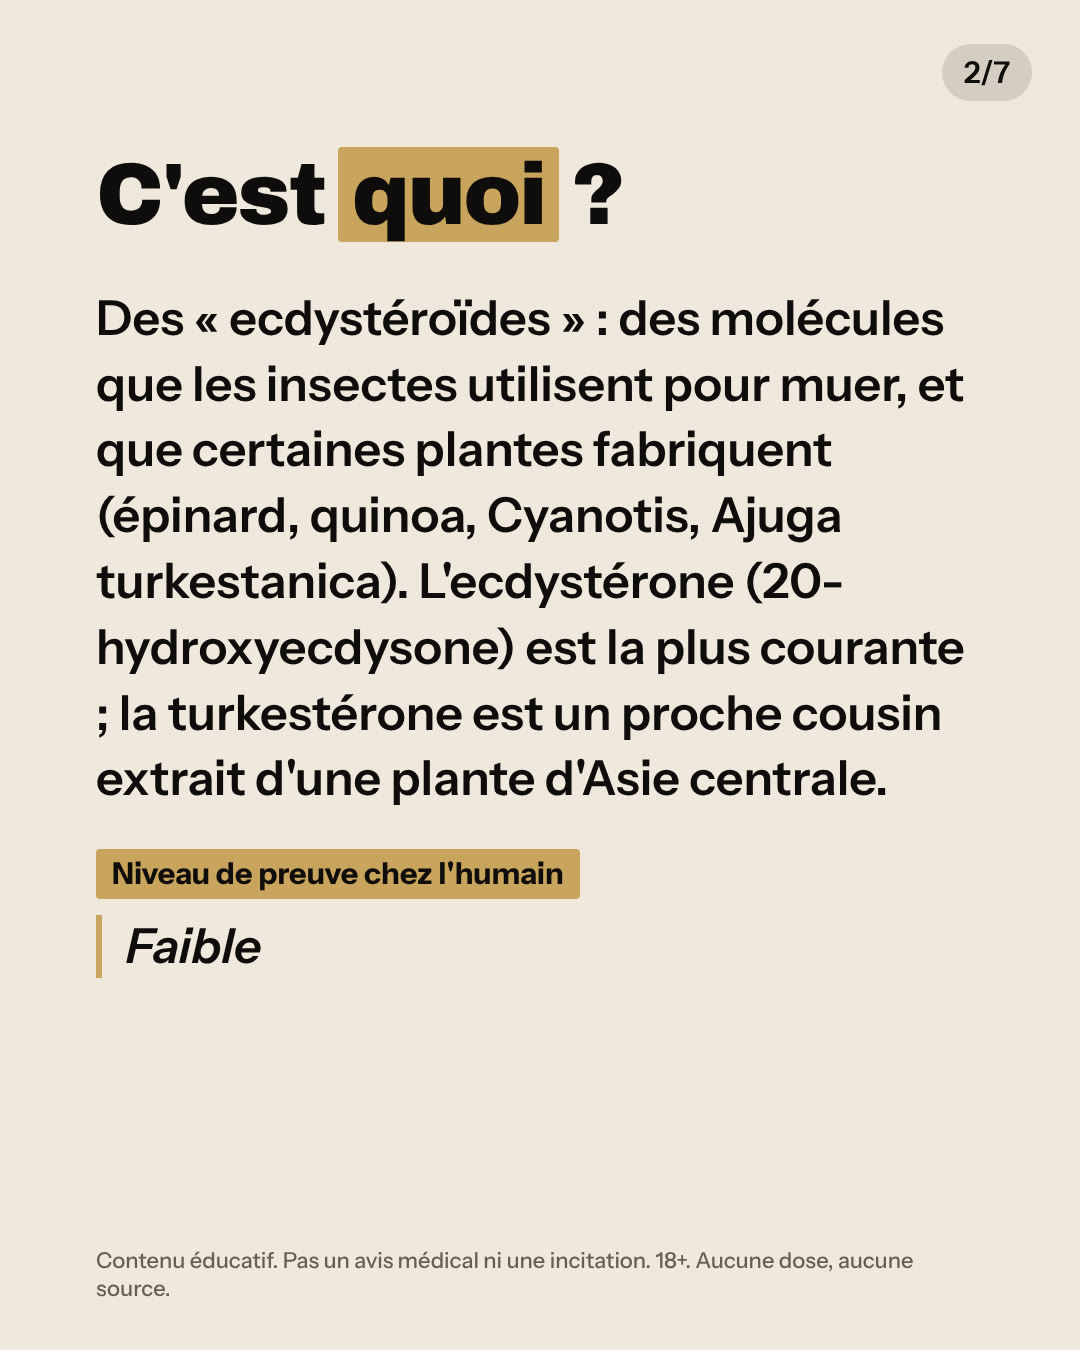 2/7
C'est quoi ?
Des « ecdystéroïdes » : des molécules
que les insectes utilisent pour muer, et
que certaines plantes fabriquent
(épinard, quinoa, Cyanotis, Ajuga
turkestanica). L'ecdystérone (20-
hydroxyecdysone) est la plus courante
; la turkestérone est un proche cousin
extrait d'une plante d'Asie centrale.
Niveau de preuve chez l'humain
Faible
Contenu éducatif. Pas un avis médical ni une incitation. 18+. Aucune dose, aucune
source.